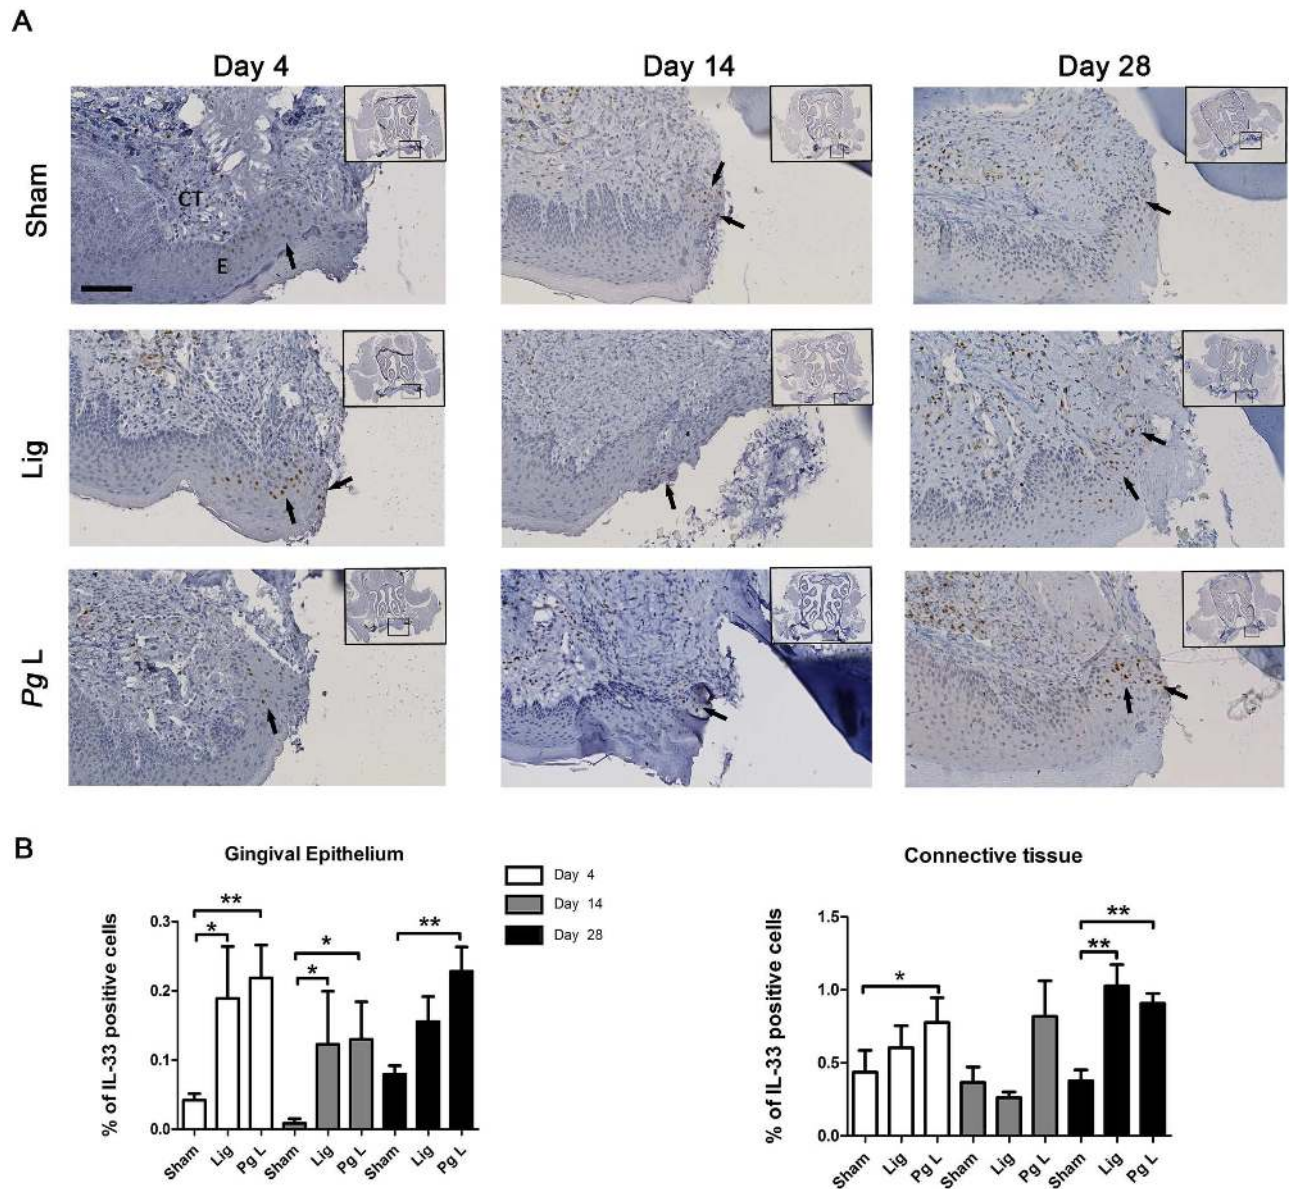 A
Day 4
Day 14
Day 28
Sham
CT
E
Lig
Pg L
B
Gingival Epithelium
% of IL-33 positive cells
0.3
0.2
0.1
0.0
**
*
*
*
**
Sham
Lig
Pg L
Sham
Lig
Pg L
Sham
Lig
Pg L
Day 4
Day 14
Day 28
Connective tissue
% of IL-33 positive cells
1.5
1.0
0.5
0.0
*
**
**
Sham
Lig
Pg L
Sham
Lig
Pg L
Sham
Lig
Pg L